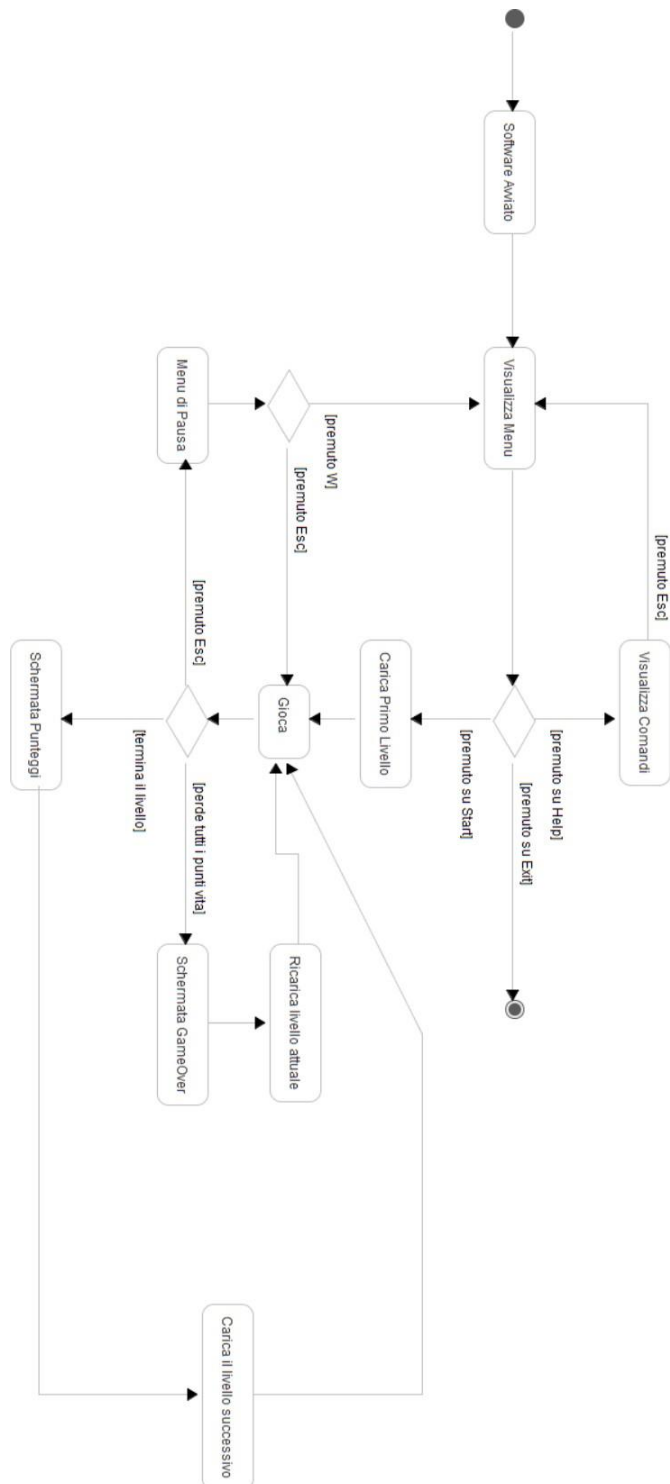 Software Avviato
Visualizza Menu
[premuto Esc]
Visualizza Comandi
[premuto su Help]
[premuto su Exit]
[premuto su Start]
Carica Primo Livello
Gioca
[premuto W]
[premuto Esc]
Menu di Pausa
[premuto Esc]
[perde tutti i punti vita]
[termina il livello]
Schermata Punteggi
Schermata GameOver
Ricarica livello attuale
Carica il livello successivo